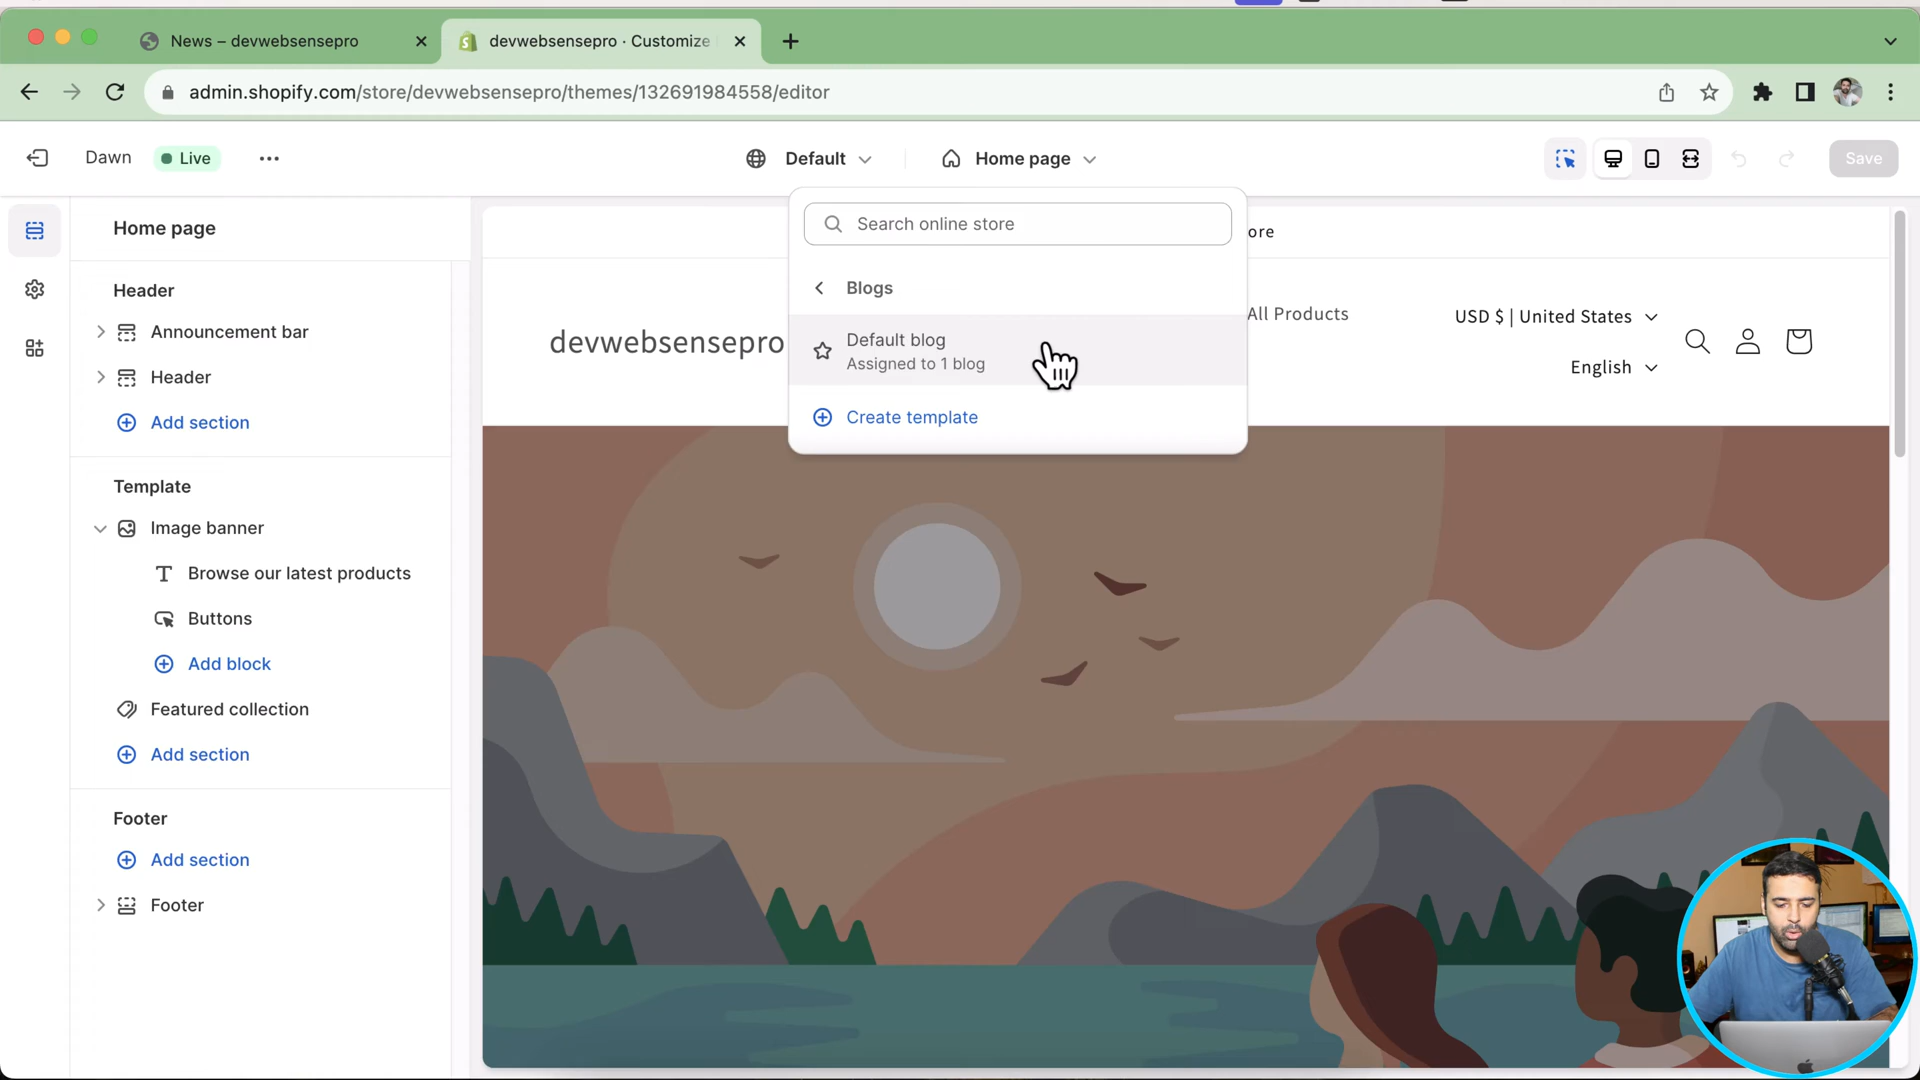 News – devwebsensepro
devwebsensepro · Customize
admin.shopify.com/store/devwebsensepro/themes/132691984558/editor
Dawn
Live
Default
Home page
Save
Home page
Search online store
ore
Header
Blogs
Announcement bar
devwebsensepro
All Products
USD $ | United States
Default blog
Assigned to 1 blog
English
Header
Add section
Create template
Template
Image banner
Browse our latest products
Buttons
Add block
Featured collection
Add section
Footer
Add section
Footer